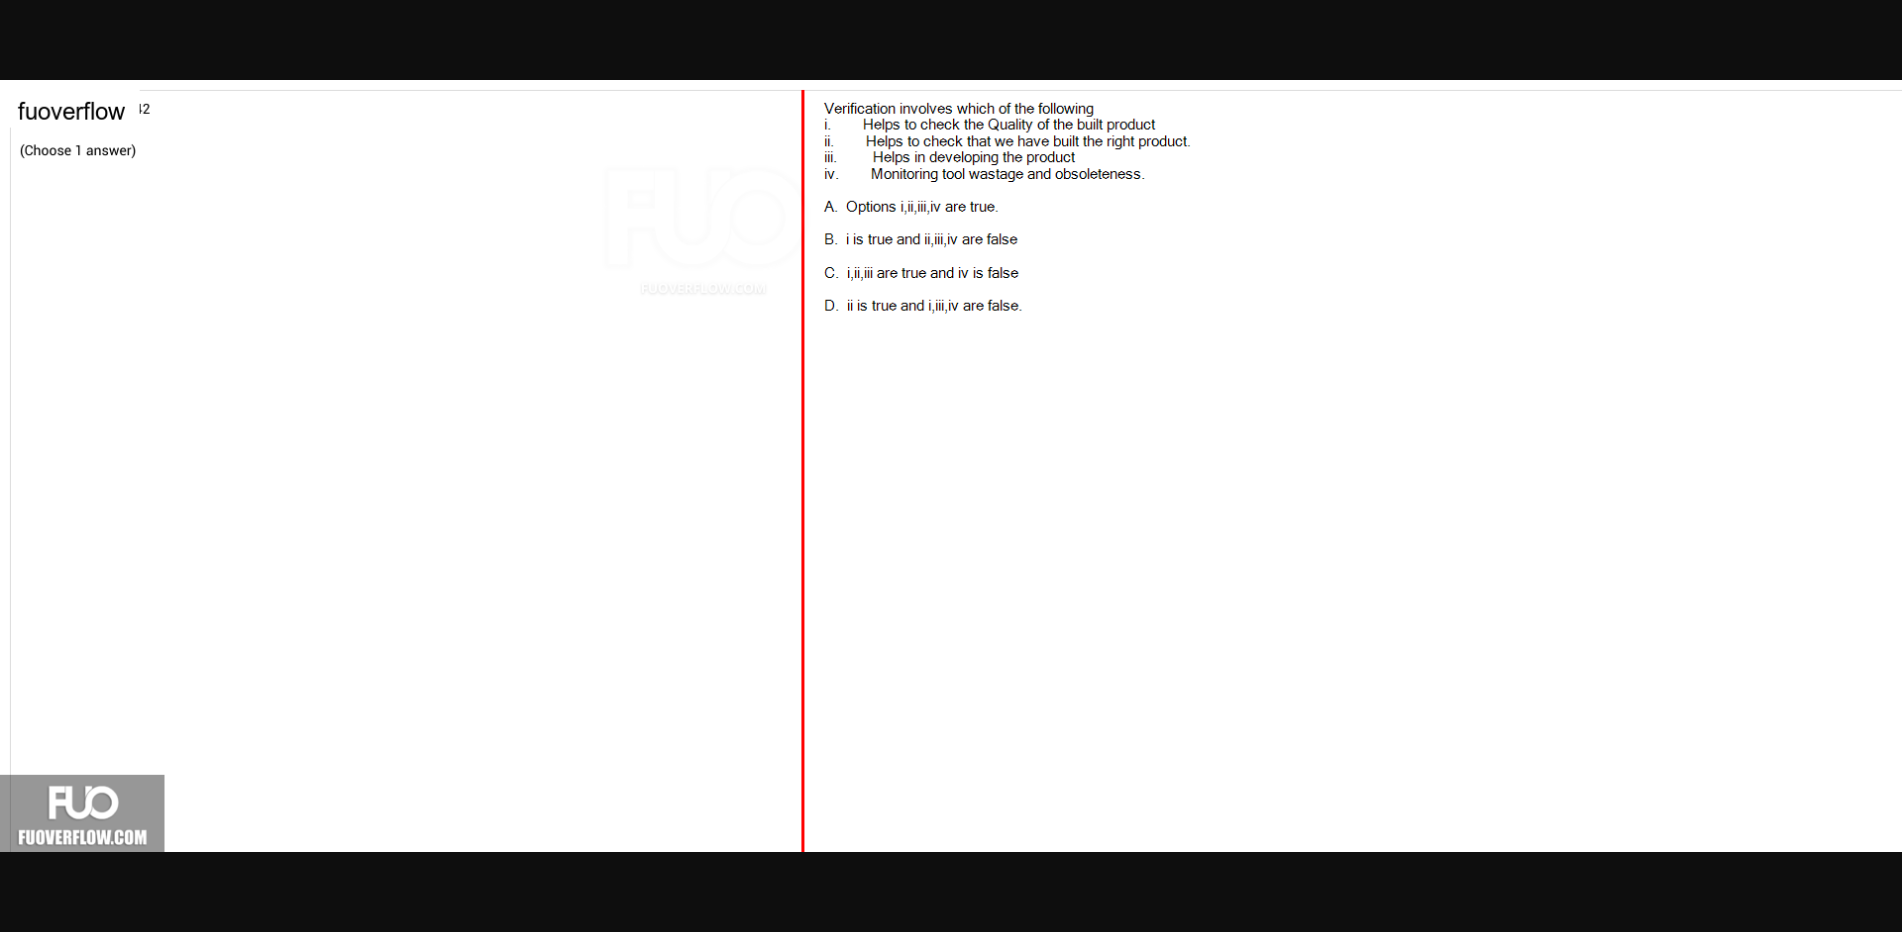 fuoverflow 42
(Choose 1 answer)
FUO
FUOVERFLOW.COM
Verification involves which of the following
i. Helps to check the Quality of the built product
ii. Helps to check that we have built the right product.
iii. Helps in developing the product
iv. Monitoring tool wastage and obsoleteness.
A. Options i,ii,iii,iv are true.
B. i is true and ii,iii,iv are false
C. i,ii,iii are true and iv is false
D. ii is true and i,iii,iv are false.
FUO
FUOVERFLOW.COM